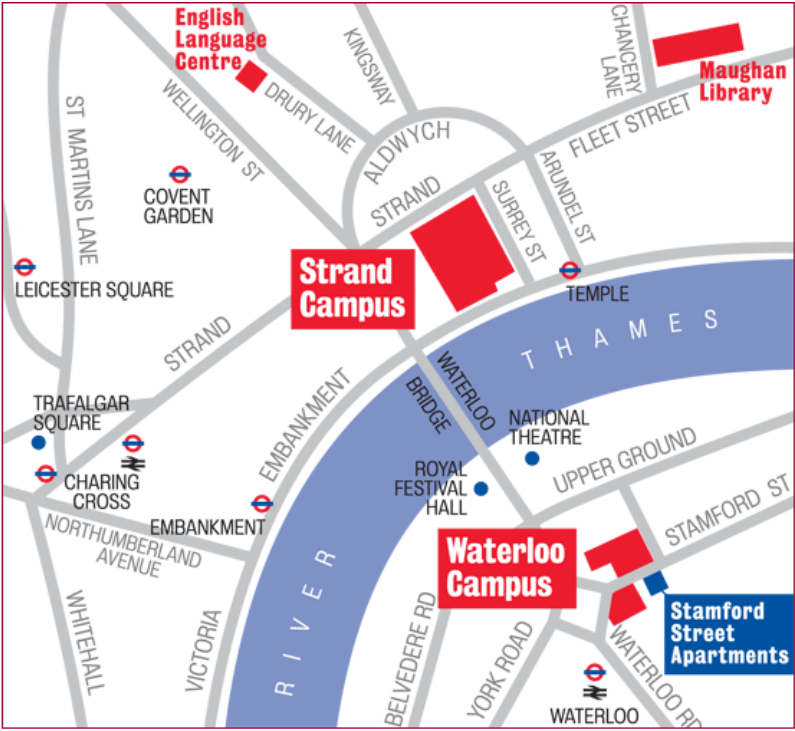 English
Language
Centre
KINGSWAY
CHANCERY
LANE
Maughan
Library
ST MARTINS LANE
WELLINGTON ST
DRURY LANE
ALDWYCH
FLEET STREET
COVENT
GARDEN
STRAND
SURREY ST
ARUNDEL ST
LEICESTER SQUARE
Strand
Campus
TEMPLE
STRAND
THAMES
WATERLOO
BRIDGE
EMBANKMENT
TRAFALGAR
SQUARE
NATIONAL
THEATRE
CHARING
CROSS
ROYAL
FESTIVAL
HALL
UPPER GROUND
EMBANKMENT
NORTHUMBERLAND
AVENUE
STAMFORD ST
Waterloo
Campus
RIVER
WHITEHALL
VICTORIA
BELVEDERE RD
YORK ROAD
WATERLOO RD
Stamford
Street
Apartments
WATERLOO